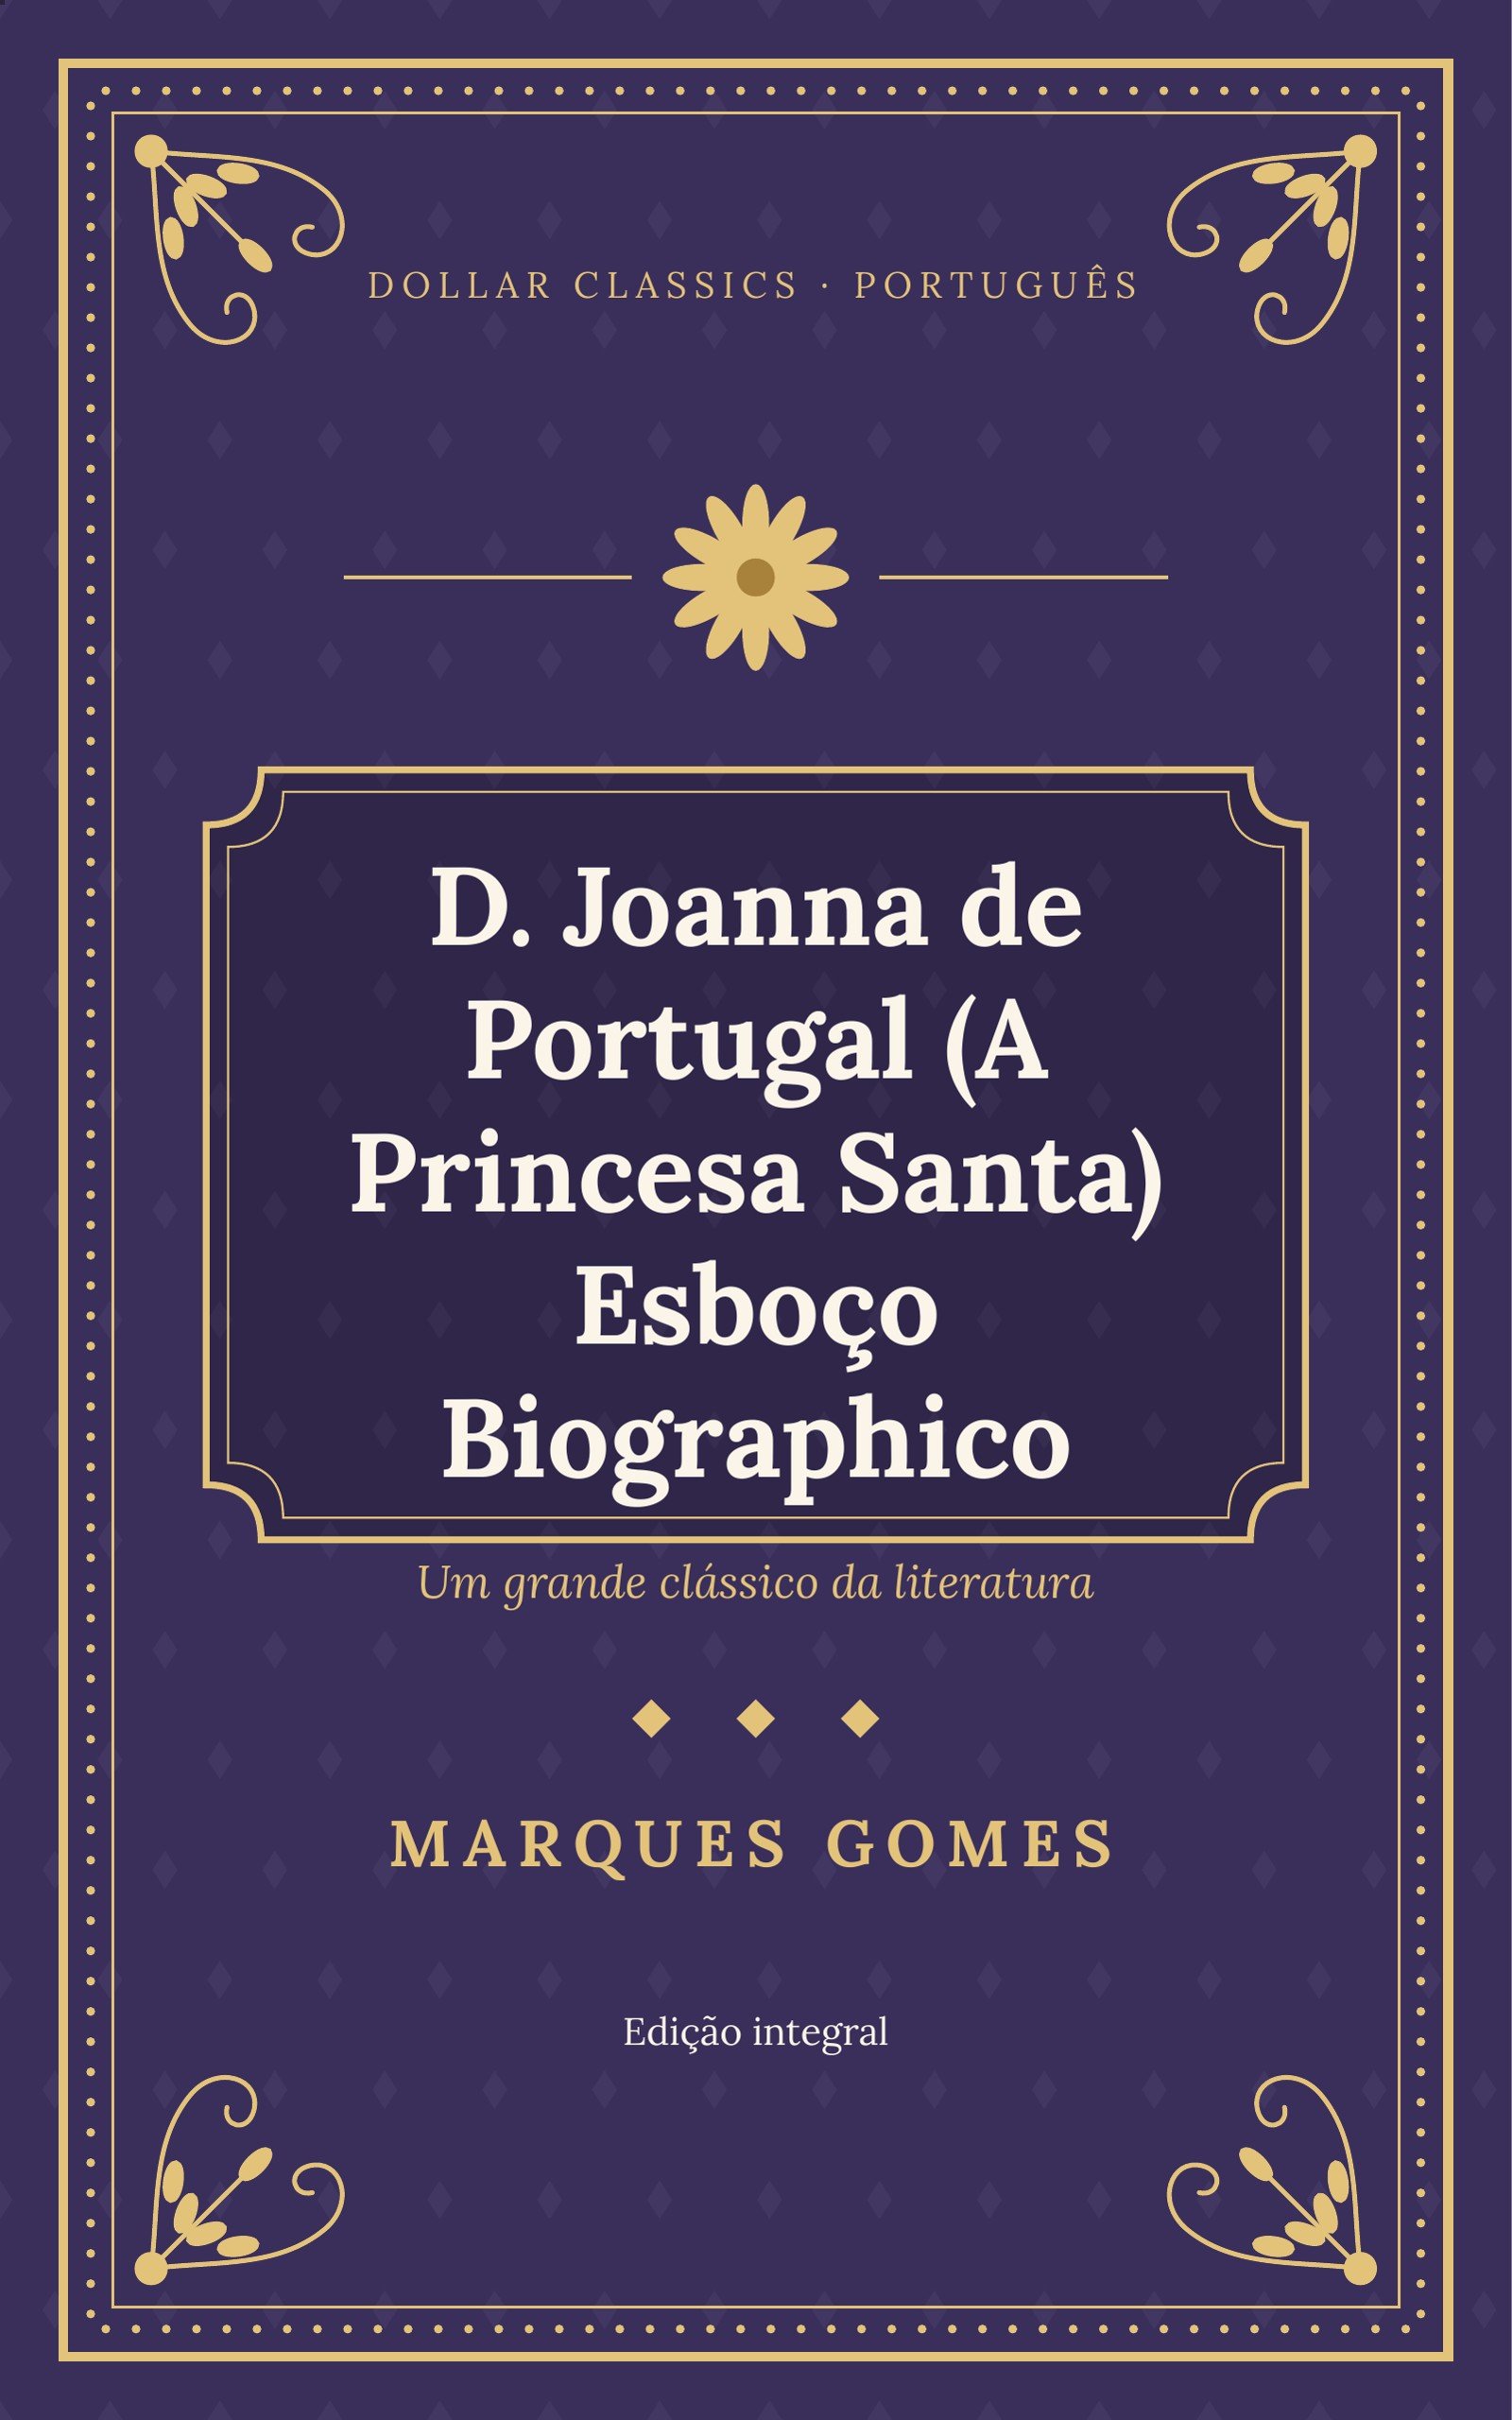 DOLLAR CLASSICS · PORTUGUÊS
D. Joanna de
Portugal (A
Princesa Santa)
Esboço
Biographico
Um grande clássico da literatura
MARQUES GOMES
Edição integral